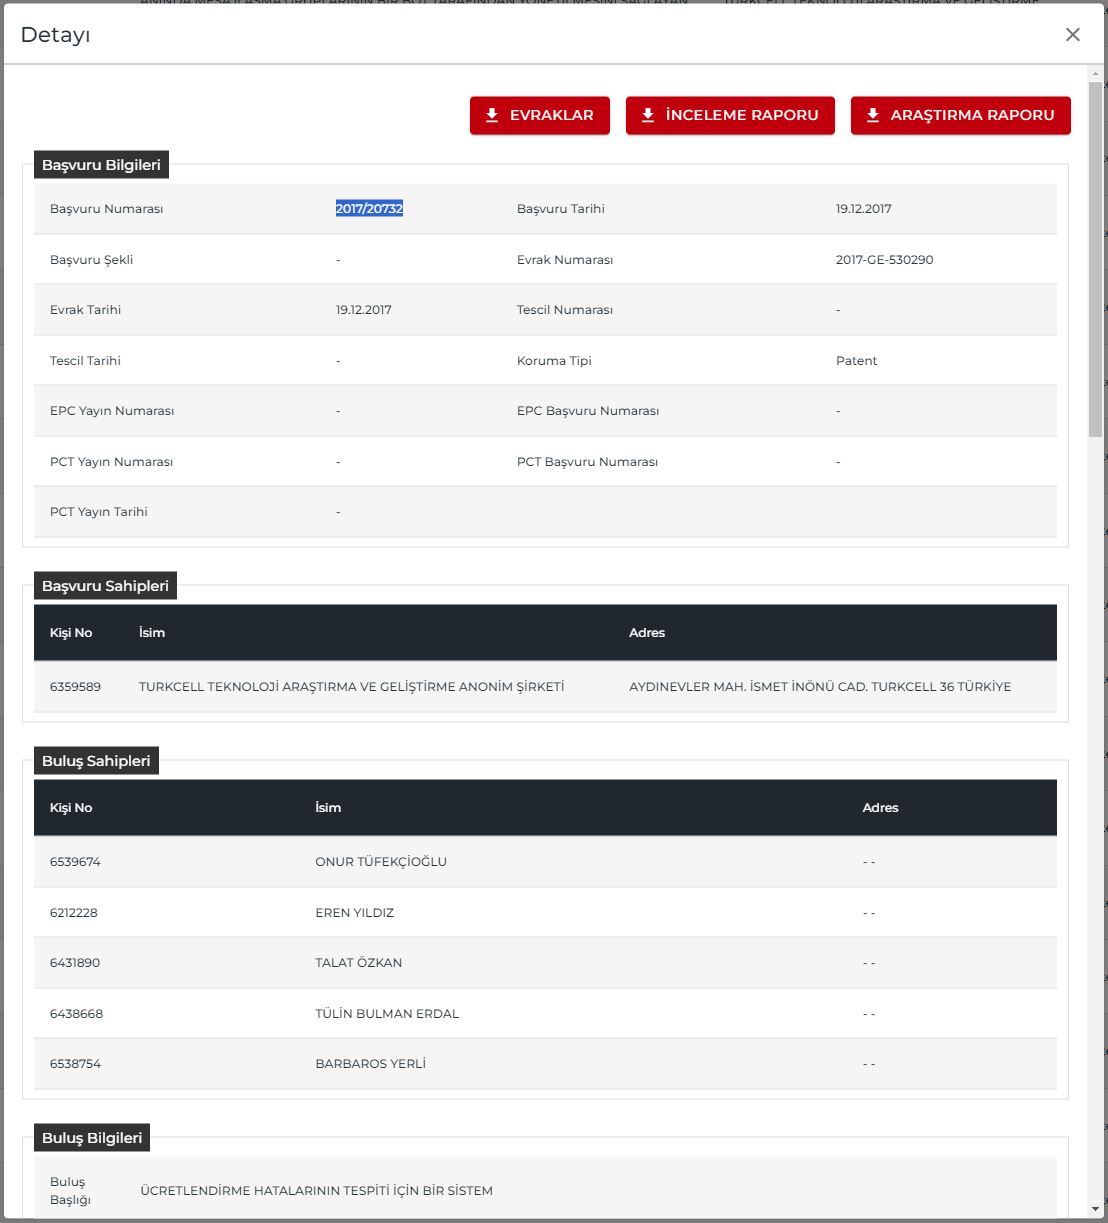 Detayı
EVRAKLAR
İNCELEME RAPORU
ARAŞTIRMA RAPORU
Başvuru Bilgileri
Başvuru Numarası 2017/20732 Başvuru Tarihi 19.12.2017
Başvuru Şekli - Evrak Numarası 2017-GE-530290
Evrak Tarihi 19.12.2017 Tescil Numarası -
Tescil Tarihi - Koruma Tipi Patent
EPC Yayın Numarası - EPC Başvuru Numarası -
PCT Yayın Numarası - PCT Başvuru Numarası -
PCT Yayın Tarihi -
Başvuru Sahipleri
Kişi No İsim Adres
6359589 TURKCELL TEKNOLOJİ ARAŞTIRMA VE GELİŞTİRME ANONİM ŞİRKETİ AYDINEVLER MAH. İSMET İNÖNÜ CAD. TURKCELL 36 TÜRKİYE
Buluş Sahipleri
Kişi No İsim Adres
6539674 ONUR TÜFEKÇİOĞLU - -
6212228 EREN YILDIZ - -
6431890 TALAT ÖZKAN - -
6438668 TÜLİN BULMAN ERDAL - -
6538754 BARBAROS YERLİ - -
Buluş Bilgileri
Buluş
Başlığı
ÜCRETLENDİRME HATALARININ TESPİTİ İÇİN BİR SİSTEM